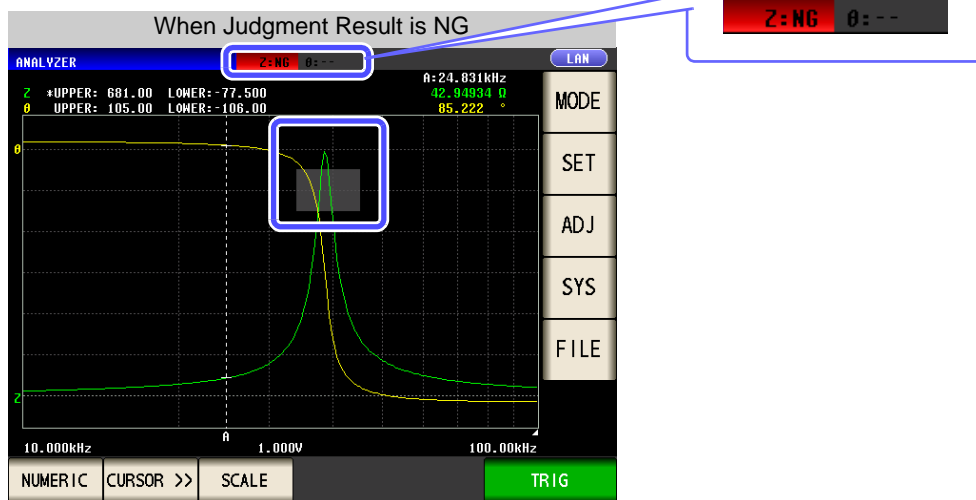 When Judgment Result is NG
Z:NG θ:--
ANALYZER Z:NG θ:-- LAN
A:24.831kHz
Z *UPPER: 681.00 LOWER:-77.500 42.94934 Ω
θ UPPER: 105.00 LOWER:-106.00 85.222 °
MODE
θ
SET
ADJ
SYS
FILE
Z
A
10.000kHz 1.000V 100.00kHz
NUMERIC CURSOR >> SCALE TRIG